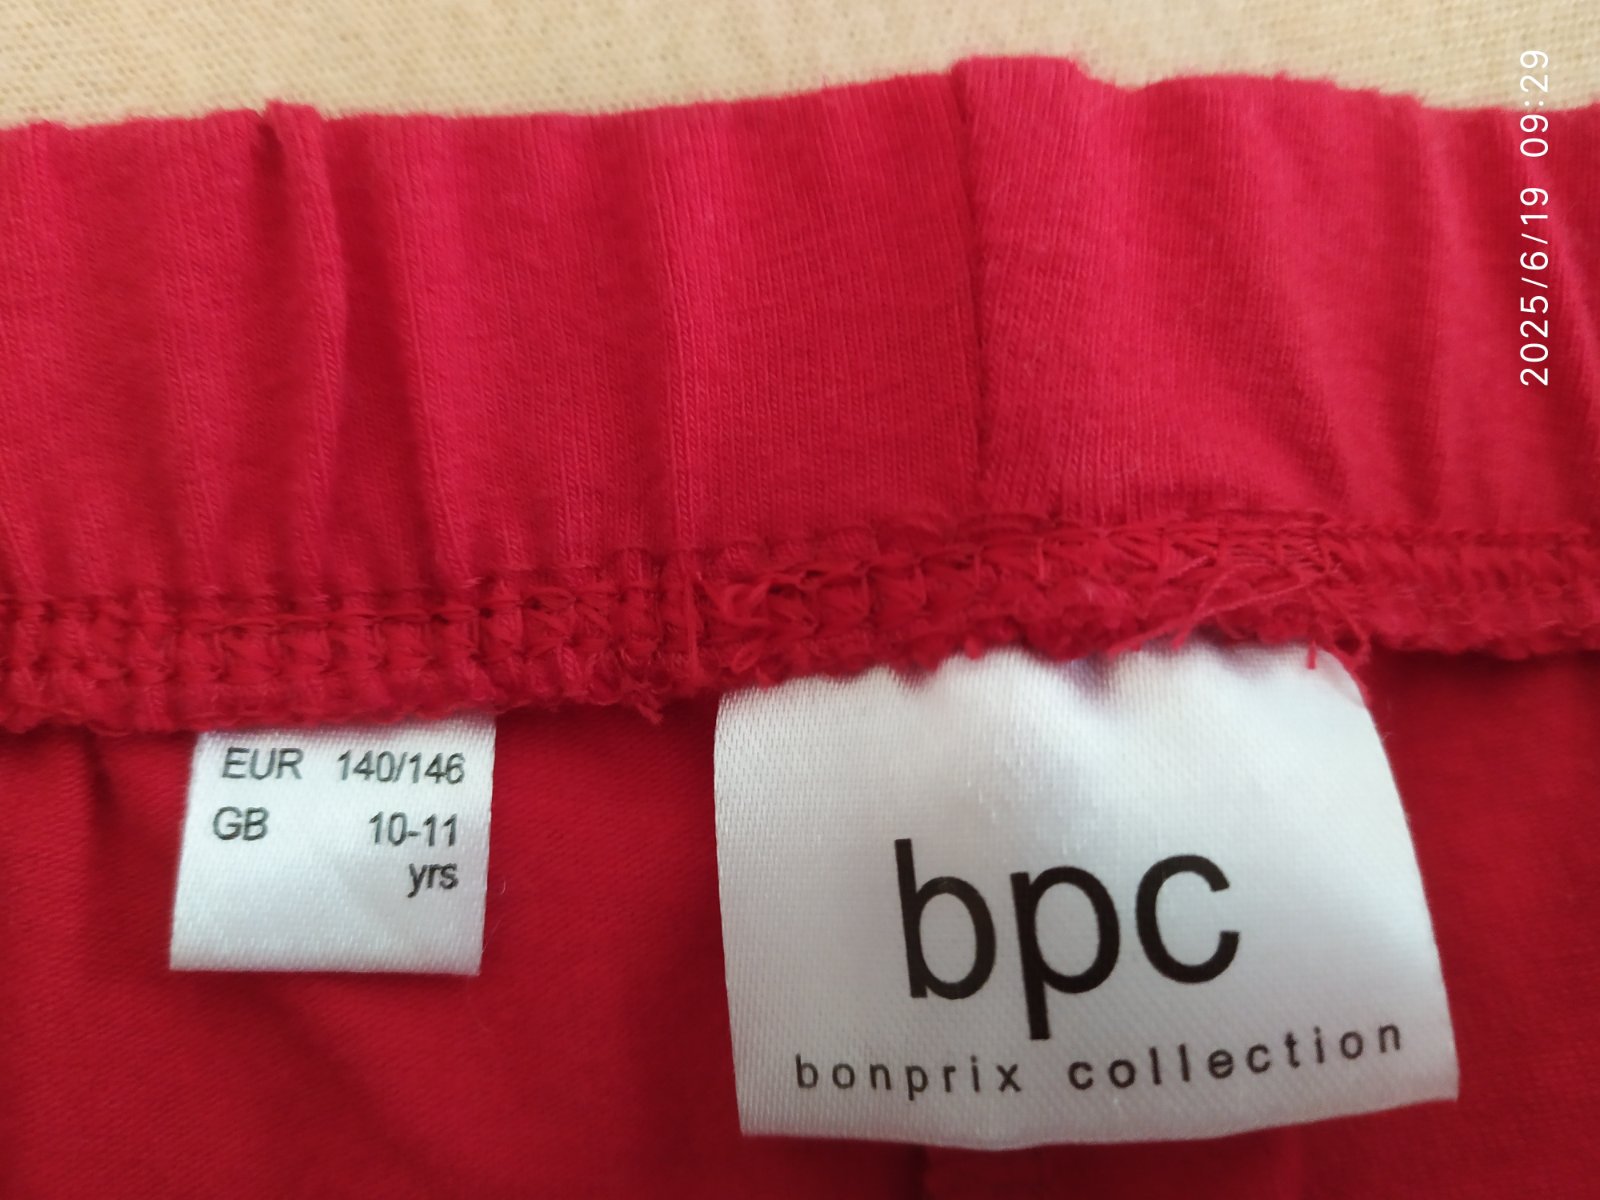 EUR 140/146
GB 10-11
yrs
bpc
bonprix collection
2025/6/19 09:29